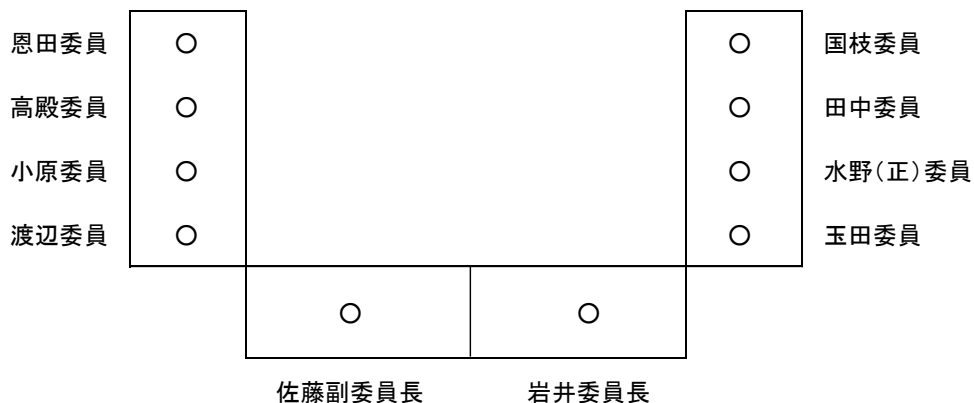 恩田委員
高殿委員
小原委員
渡辺委員
国枝委員
田中委員
水野(正)委員
玉田委員
佐藤副委員長
岩井委員長